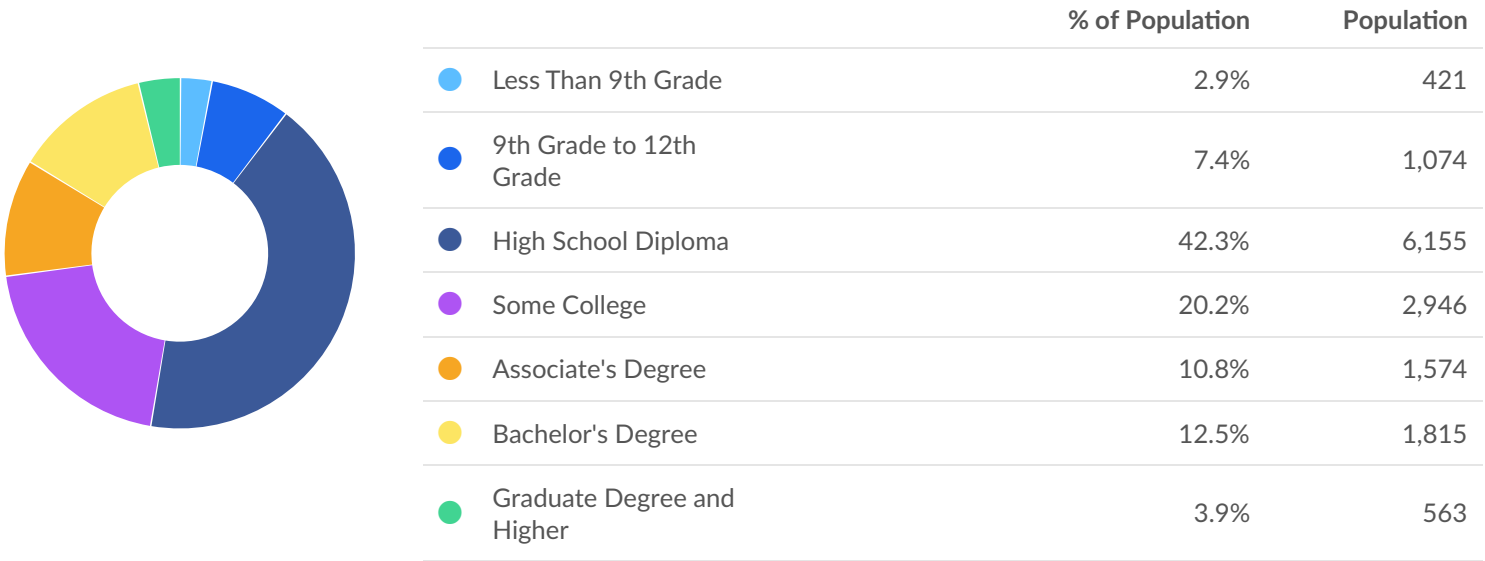 % of Population Population
Less Than 9th Grade 2.9% 421
9th Grade to 12th
Grade 7.4% 1,074
High School Diploma 42.3% 6,155
Some College 20.2% 2,946
Associate's Degree 10.8% 1,574
Bachelor's Degree 12.5% 1,815
Graduate Degree and
Higher 3.9% 563